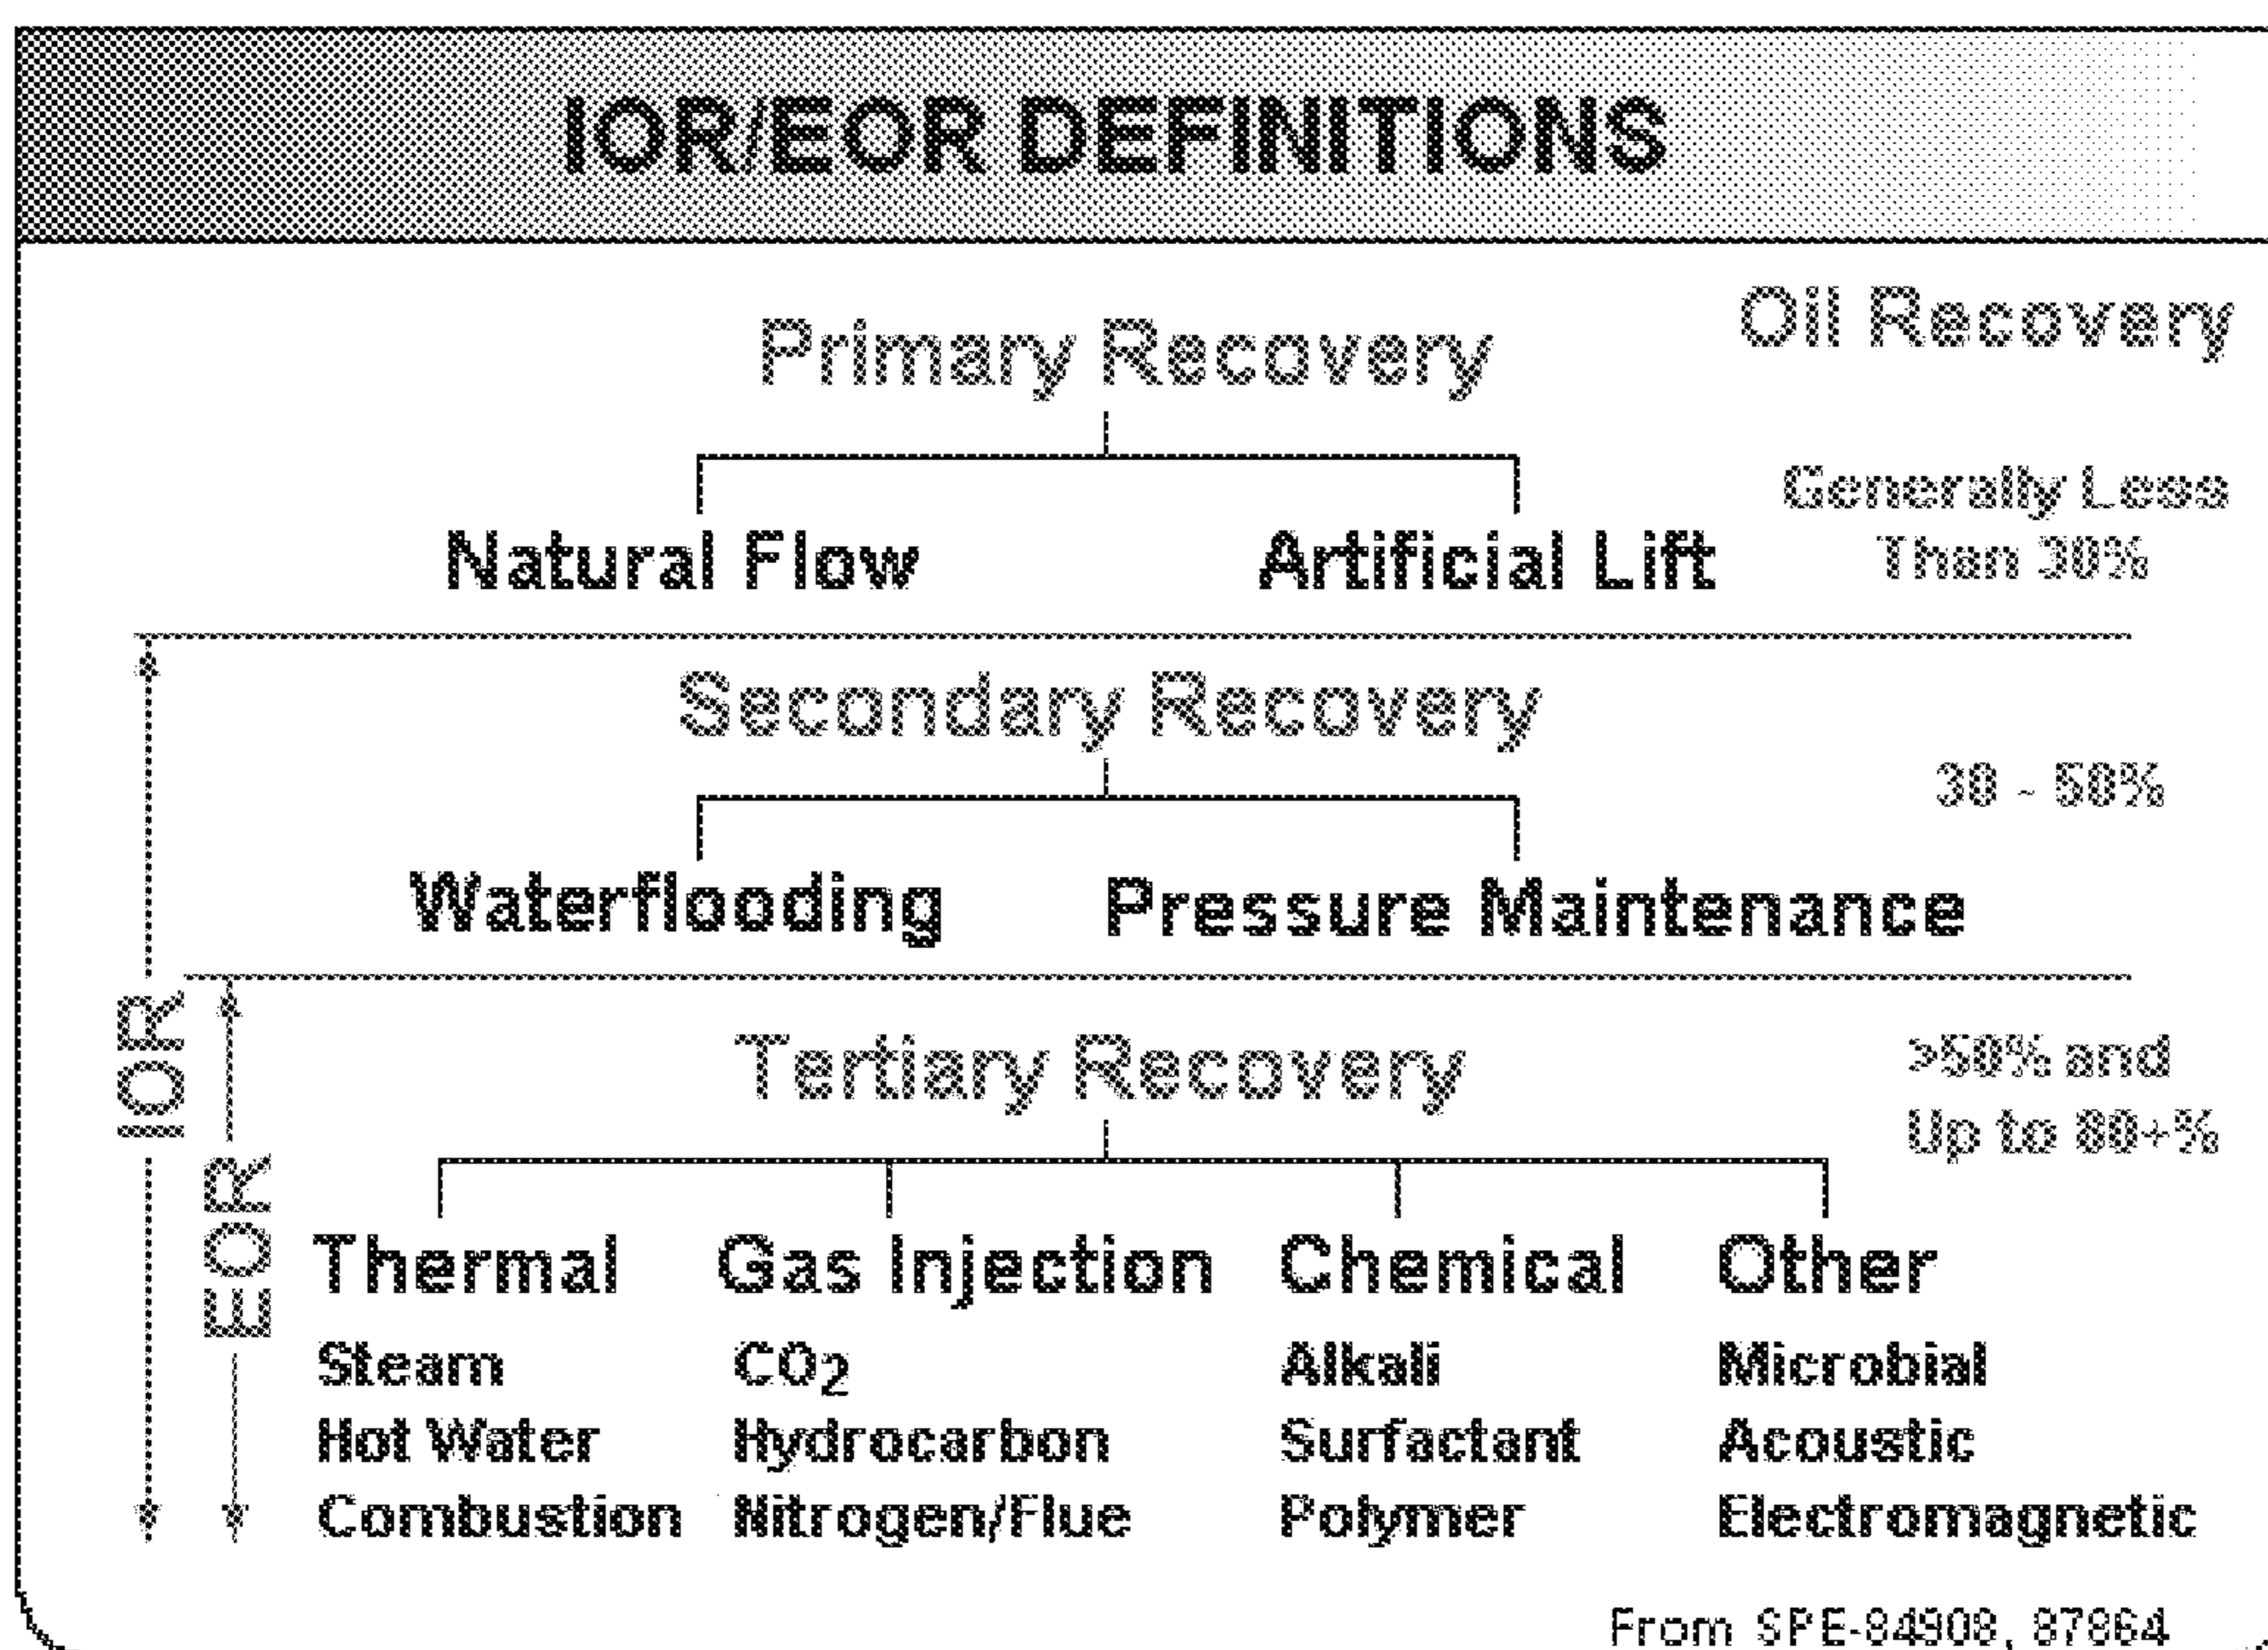 IOR/EOR DEFINITIONS
Oil Recovery
Primary Recovery
Generally Less
Than 30%
Natural Flow
Artificial Lift
Secondary Recovery
30 - 50%
Waterflooding
Pressure Maintenance
IOR
EOR
Tertiary Recovery
>50% and
Up to 80+%
Thermal Gas Injection Chemical Other
Steam CO₂ Alkali Microbial
Hot Water Hydrocarbon Surfactant Acoustic
Combustion Nitrogen/Flue Polymer Electromagnetic
From SPE-84908, 87864